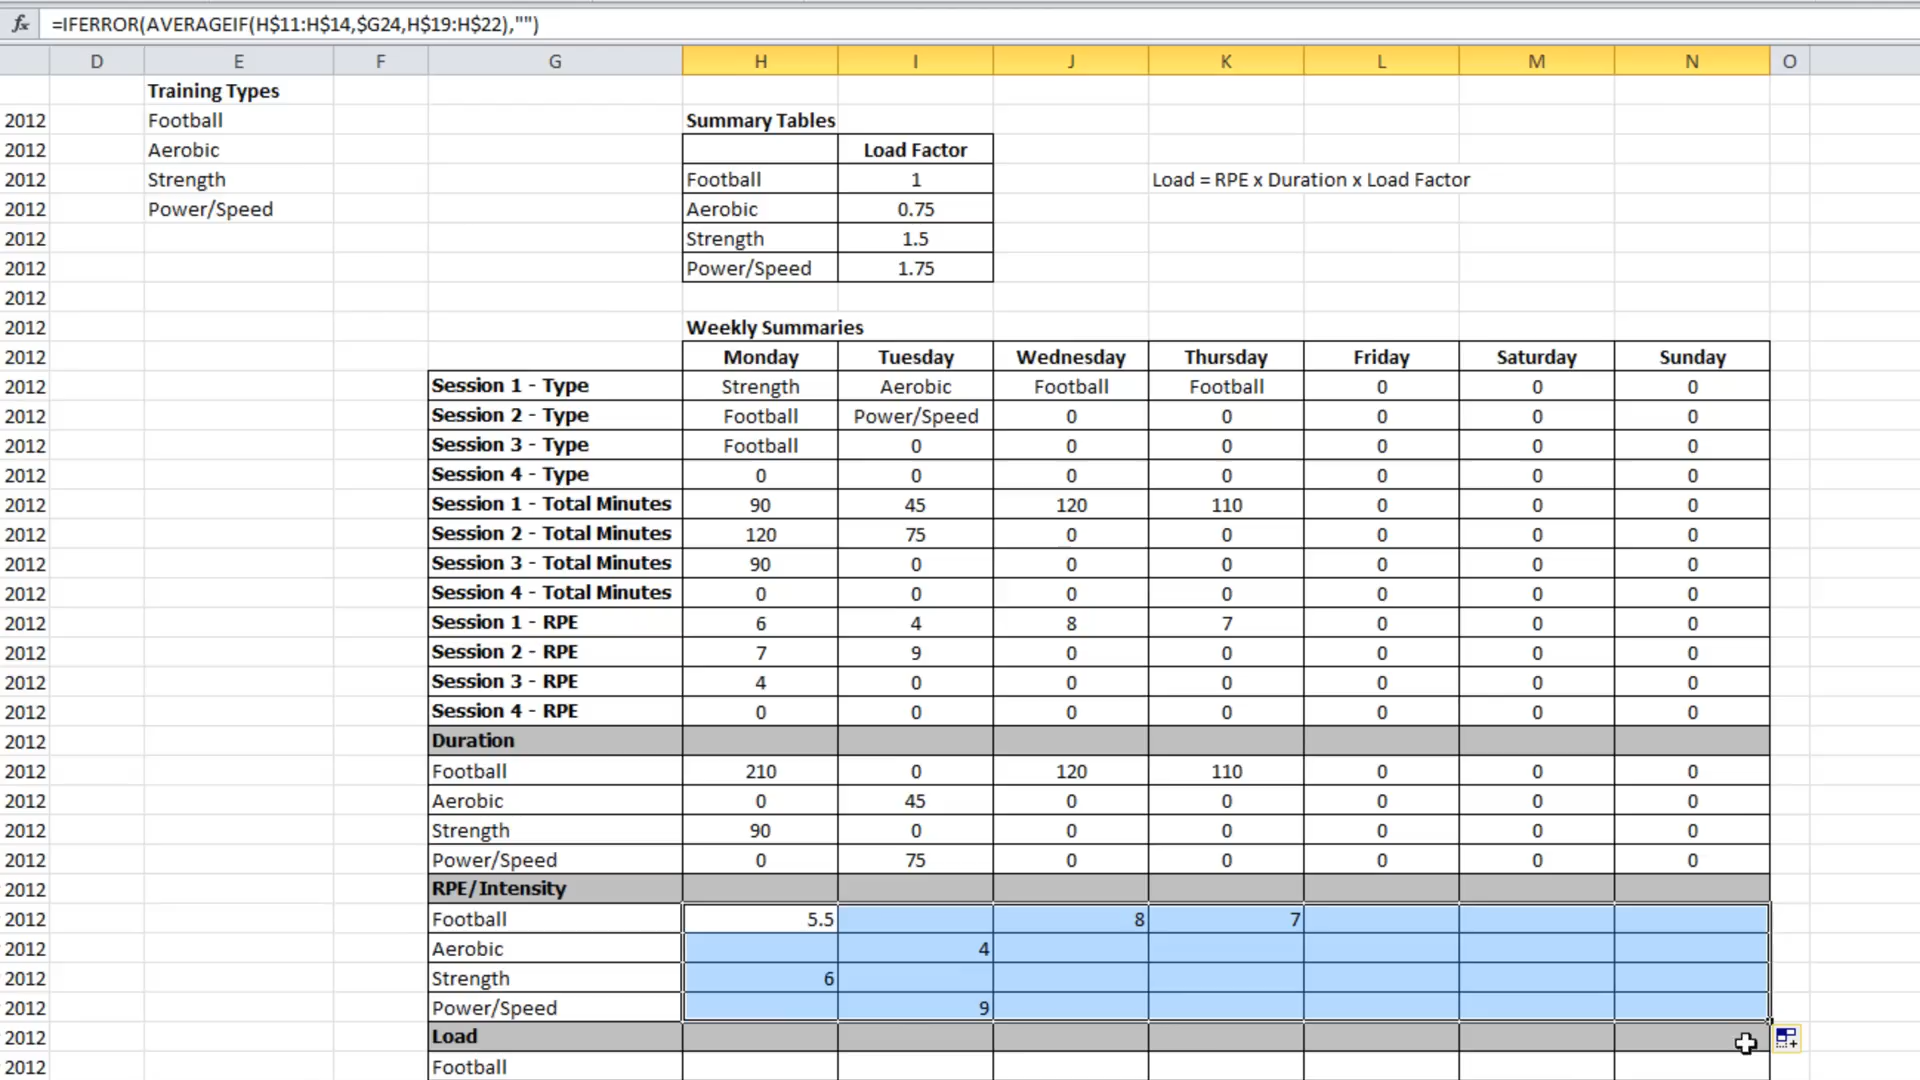 fx =IFERROR(AVERAGEIF(H$11:H$14,$G24,H$19:H$22),"")
D E F G H I J K L M N O
Training Types
2012 Football Summary Tables
2012 Aerobic Load Factor
2012 Strength Football 1 Load = RPE x Duration x Load Factor
2012 Power/Speed Aerobic 0.75
2012 Strength 1.5
2012 Power/Speed 1.75
2012
2012 Weekly Summaries
2012 Monday Tuesday Wednesday Thursday Friday Saturday Sunday
2012 Session 1 - Type Strength Aerobic Football Football 0 0 0
2012 Session 2 - Type Football Power/Speed 0 0 0 0 0
2012 Session 3 - Type Football 0 0 0 0 0 0
2012 Session 4 - Type 0 0 0 0 0 0 0
2012 Session 1 - Total Minutes 90 45 120 110 0 0 0
2012 Session 2 - Total Minutes 120 75 0 0 0 0 0
2012 Session 3 - Total Minutes 90 0 0 0 0 0 0
2012 Session 4 - Total Minutes 0 0 0 0 0 0 0
2012 Session 1 - RPE 6 4 8 7 0 0 0
2012 Session 2 - RPE 7 9 0 0 0 0 0
2012 Session 3 - RPE 4 0 0 0 0 0 0
2012 Session 4 - RPE 0 0 0 0 0 0 0
2012 Duration
2012 Football 210 0 120 110 0 0 0
2012 Aerobic 0 45 0 0 0 0 0
2012 Strength 90 0 0 0 0 0 0
2012 Power/Speed 0 75 0 0 0 0 0
2012 RPE/Intensity
2012 Football 5.5 8 7
2012 Aerobic 4
2012 Strength 6
2012 Power/Speed 9
2012 Load
2012 Football